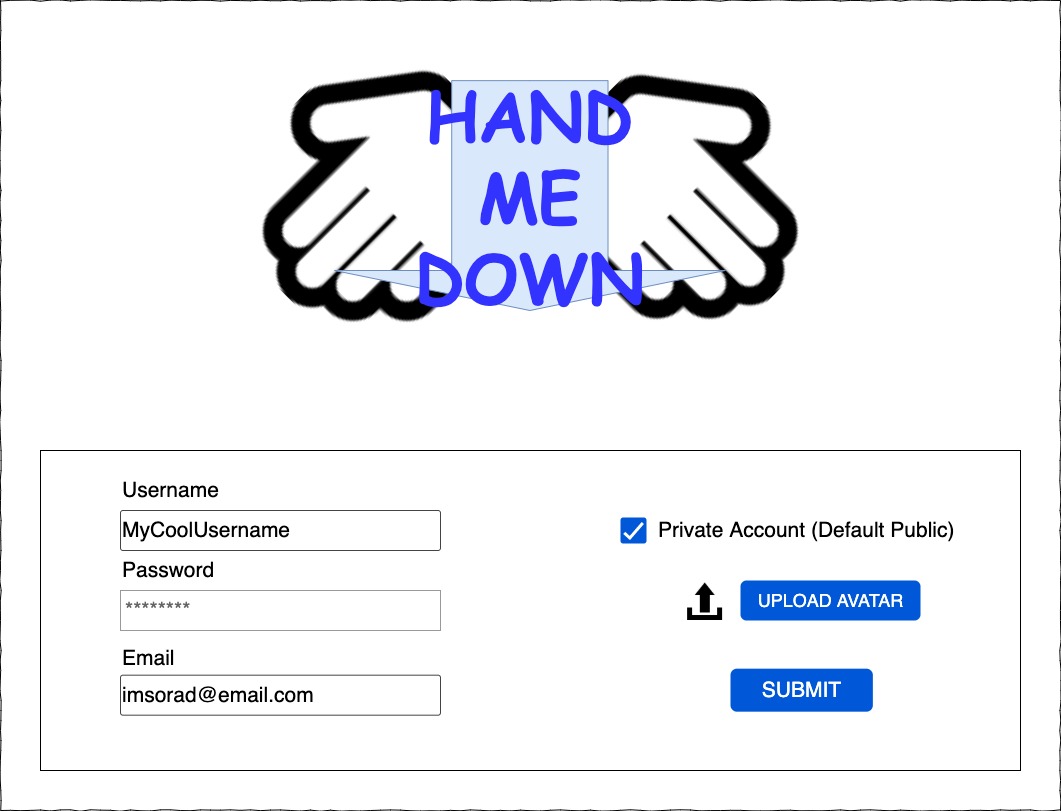 HAND
ME
DOWN
Username
MyCoolUsername
Password
********
Email
imsorad@email.com
Private Account (Default Public)
UPLOAD AVATAR
SUBMIT